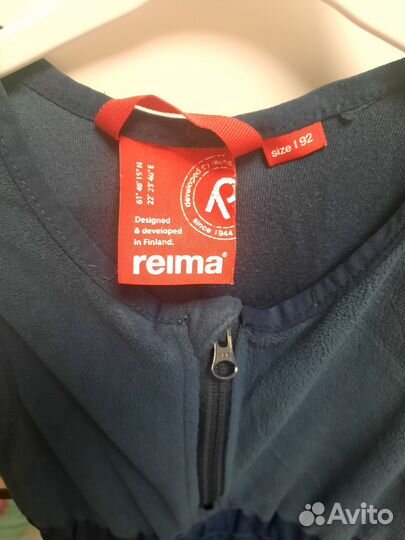 61° 46'15" N
22° 23'46" E
Designed
& developed
in Finland.
since 1944
reima®
size | 92
Avito